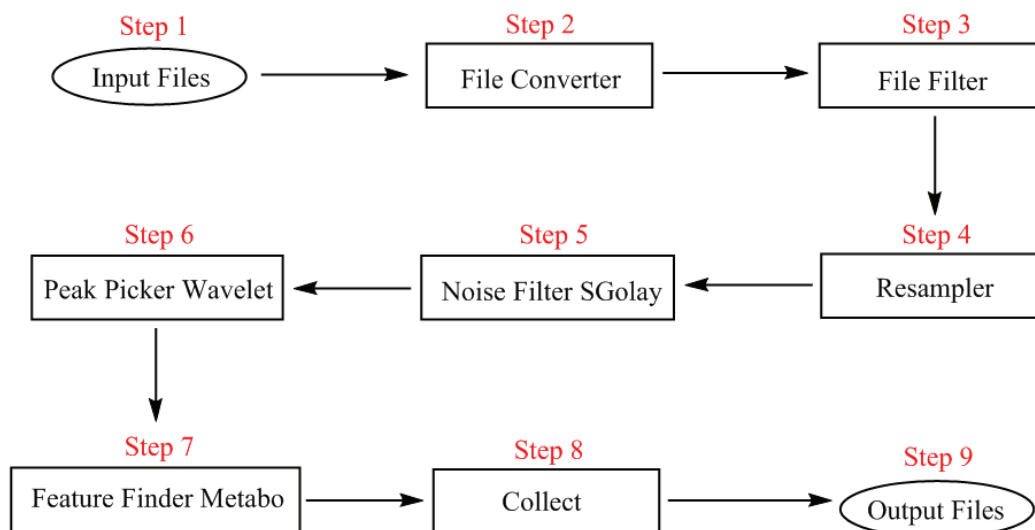 Step 1
Input Files
Step 2
File Converter
Step 3
File Filter
Step 4
Resampler
Step 5
Noise Filter SGolay
Step 6
Peak Picker Wavelet
Step 7
Feature Finder Metabo
Step 8
Collect
Step 9
Output Files